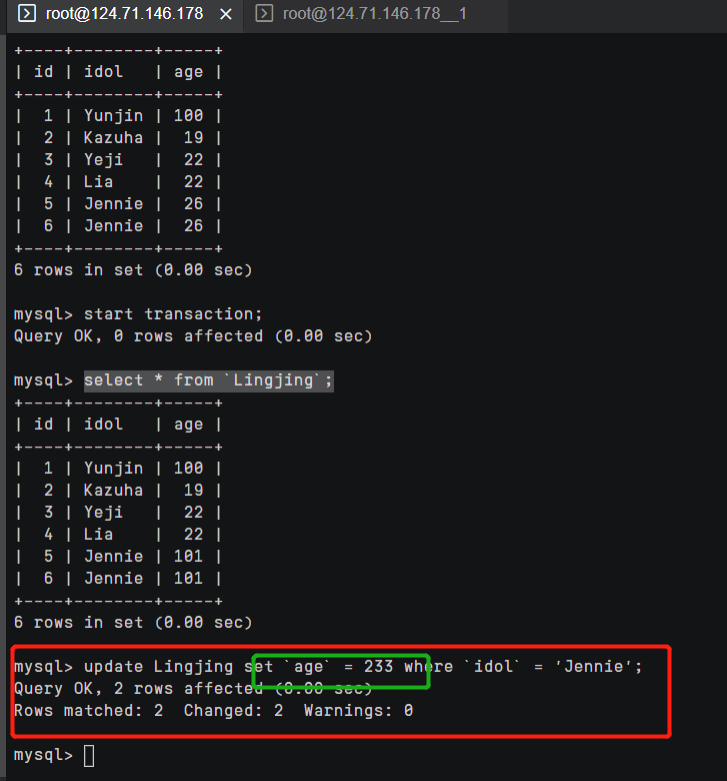 root@124.71.146.178 × root@124.71.146.178__1
+----+--------+-----+
| id | idol   | age |
+----+--------+-----+
|  1 | Yunjin | 100 |
|  2 | Kazuha |  19 |
|  3 | Yeji   |  22 |
|  4 | Lia    |  22 |
|  5 | Jennie |  26 |
|  6 | Jennie |  26 |
+----+--------+-----+
6 rows in set (0.00 sec)
mysql> start transaction;
Query OK, 0 rows affected (0.00 sec)
mysql> select * from `Lingjing`;
+----+--------+-----+
| id | idol   | age |
+----+--------+-----+
|  1 | Yunjin | 100 |
|  2 | Kazuha |  19 |
|  3 | Yeji   |  22 |
|  4 | Lia    |  22 |
|  5 | Jennie | 101 |
|  6 | Jennie | 101 |
+----+--------+-----+
6 rows in set (0.00 sec)
mysql> update Lingjing set `age` = 233 where `idol` = 'Jennie';
Query OK, 2 rows affected (0.00 sec)
Rows matched: 2  Changed: 2  Warnings: 0
mysql>